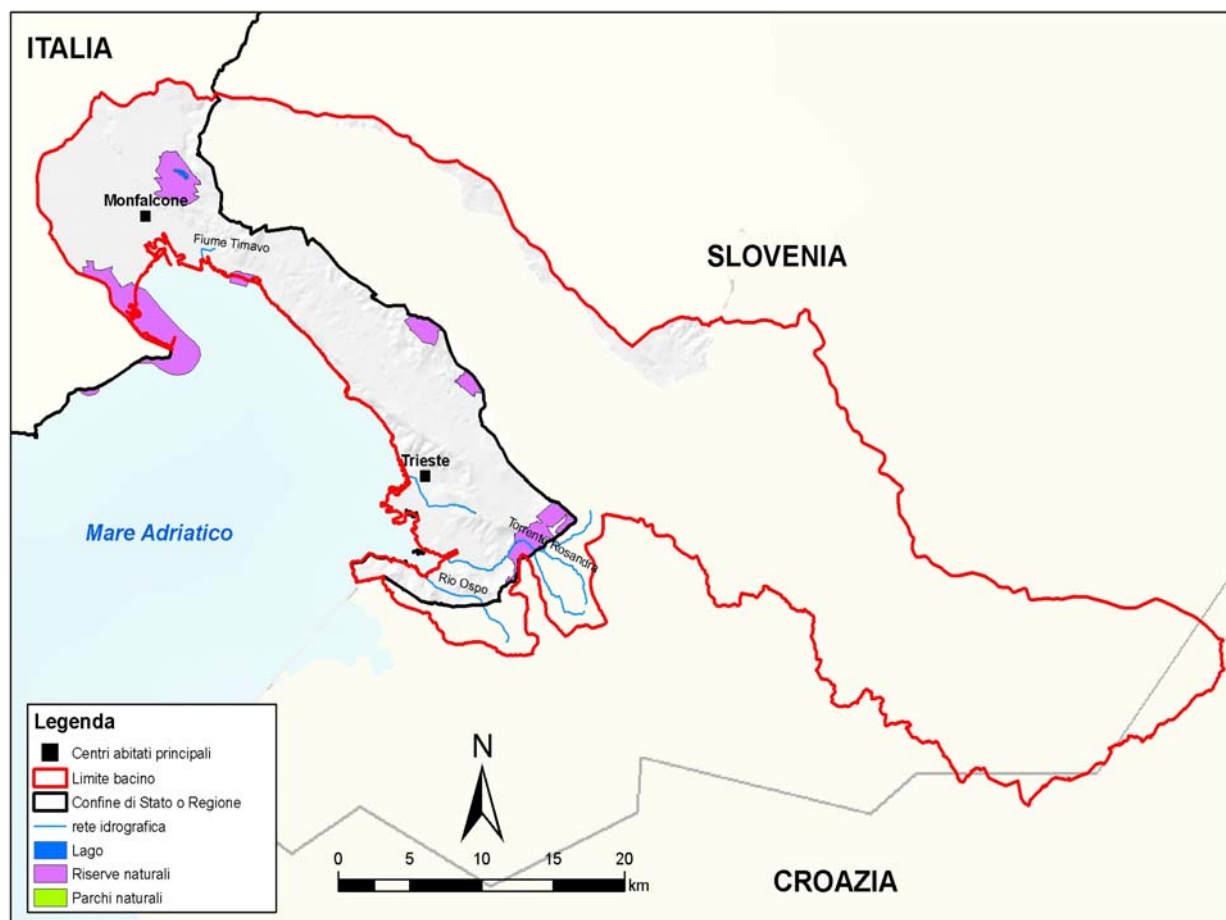 ITALIA
Monfalcone
Fiume Timavo
SLOVENIA
Trieste
Mare Adriatico
Torrente Rosandra
Rio Ospo
Legenda
Centri abitati principali
Limite bacino
Confine di Stato o Regione
rete idrografica
Lago
Riserve naturali
Parchi naturali
N
0 5 10 15 20
km
CROAZIA